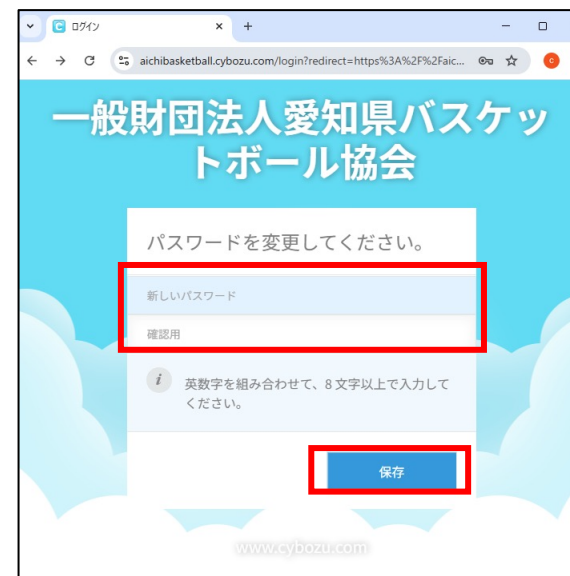 ログイン
aichibasketball.cybozu.com/login?redirect=https%3A%2F%2Faic...
一般財団法人愛知県バスケッ
トボール協会
パスワードを変更してください。
新しいパスワード
確認用
i
英数字を組み合わせて、8 文字以上で入力して
ください。
保存
www.cybozu.com